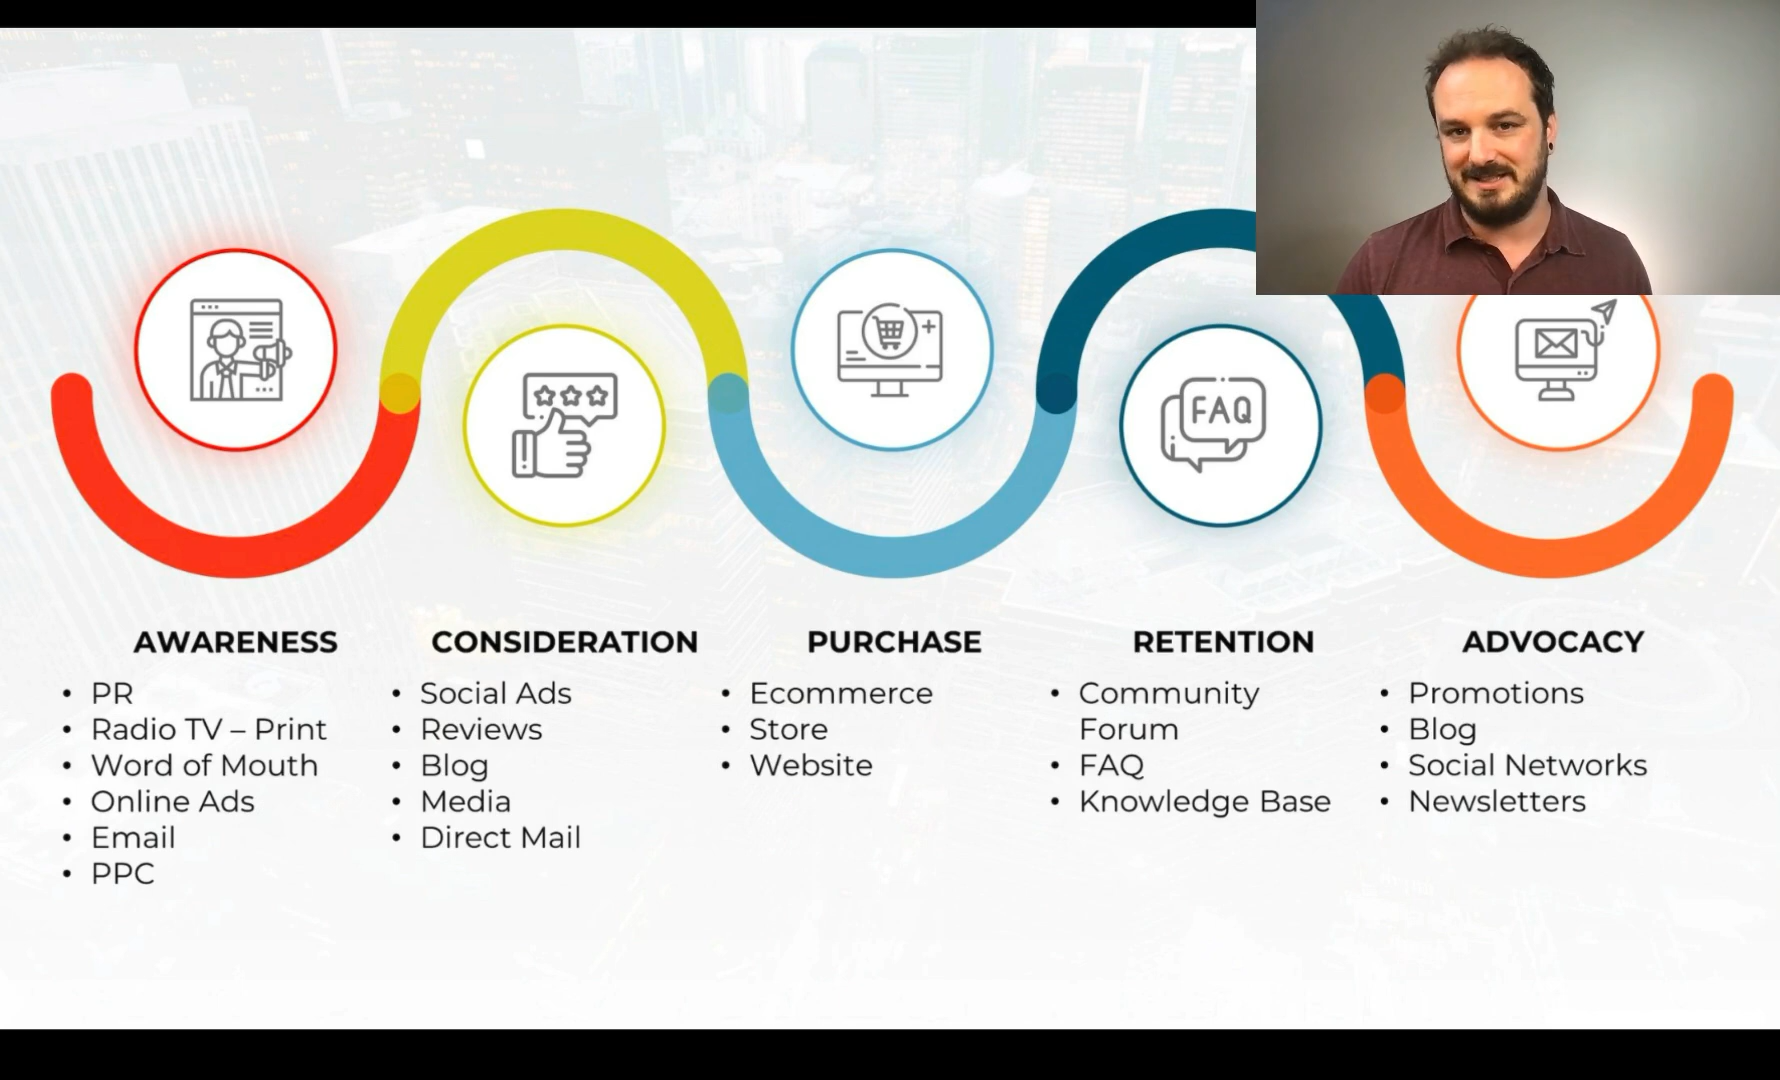 FAQ
AWARENESS
• PR
• Radio TV – Print
• Word of Mouth
• Online Ads
• Email
• PPC
CONSIDERATION
• Social Ads
• Reviews
• Blog
• Media
• Direct Mail
PURCHASE
• Ecommerce
• Store
• Website
RETENTION
• Community
Forum
• FAQ
• Knowledge Base
ADVOCACY
• Promotions
• Blog
• Social Networks
• Newsletters